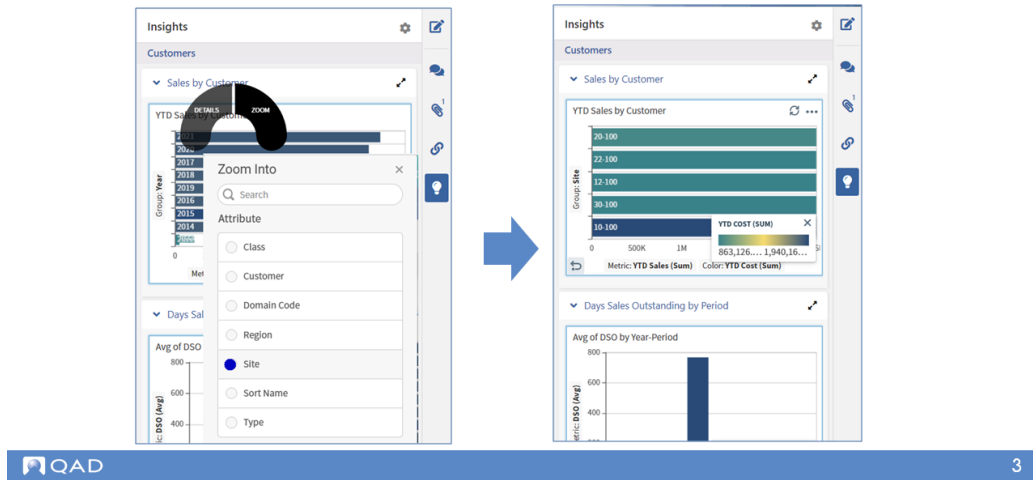 Insights
Customers
Sales by Customer
DETAILS
ZOOM
YTD Sales by Customer
2021
2020
2017
2018
2019
2016
2015
2014
Group: Year
0
Zoom Into
Search
Attribute
Class
Customer
Domain Code
Region
Site
Sort Name
Type
Days Sal
Avg of DSO
800
600
400
ic: DSO (Avg)
1
Insights
Customers
Sales by Customer
YTD Sales by Customer
20-100
22-100
12-100
30-100
10-100
Group: Site
0 500K 1M
YTD COST (SUM)
863,126.... 1,940,16...
Metric: YTD Sales (Sum) Color: YTD Cost (Sum)
Days Sales Outstanding by Period
Avg of DSO by Year-Period
800
600
400
etric: DSO (Avg)
1
QAD
3